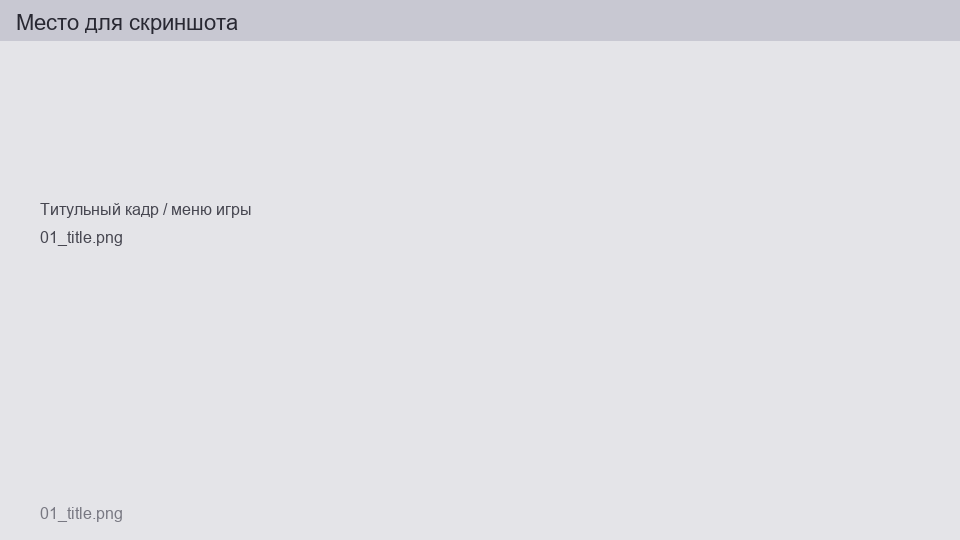 Место для скриншота
Титульный кадр / меню игры
01_title.png
01_title.png